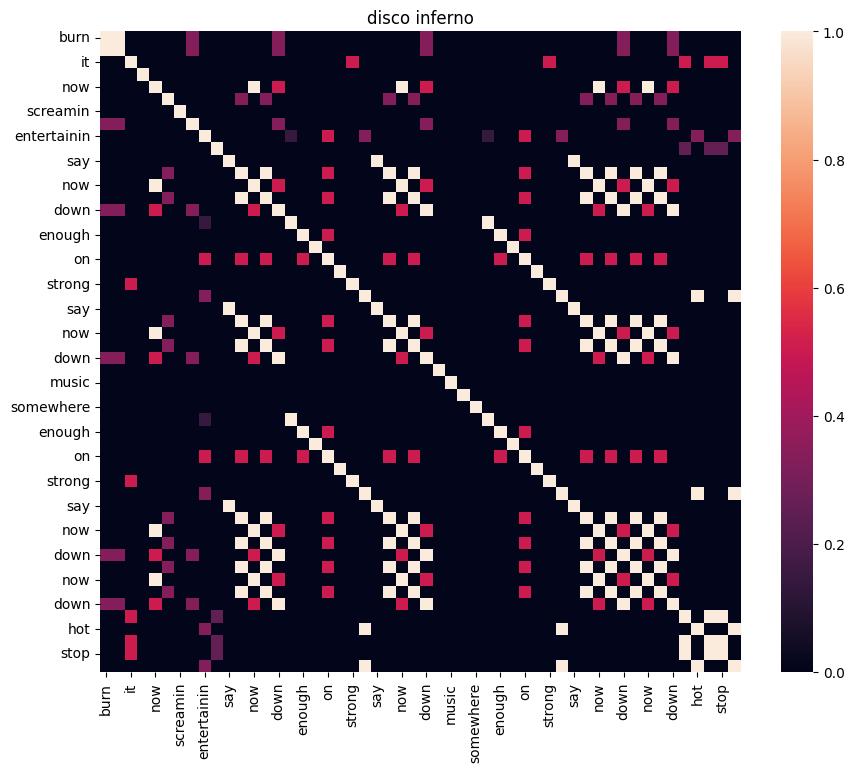 disco inferno
burn
it
now
screamin
entertainin
say
now
down
enough
on
strong
say
now
down
music
somewhere
enough
on
strong
say
now
down
now
down
hot
stop
1.0
0.8
0.6
0.4
0.2
0.0
burn
it
now
screamin
entertainin
say
now
down
enough
on
strong
say
now
down
music
somewhere
enough
on
strong
say
now
down
now
down
hot
stop